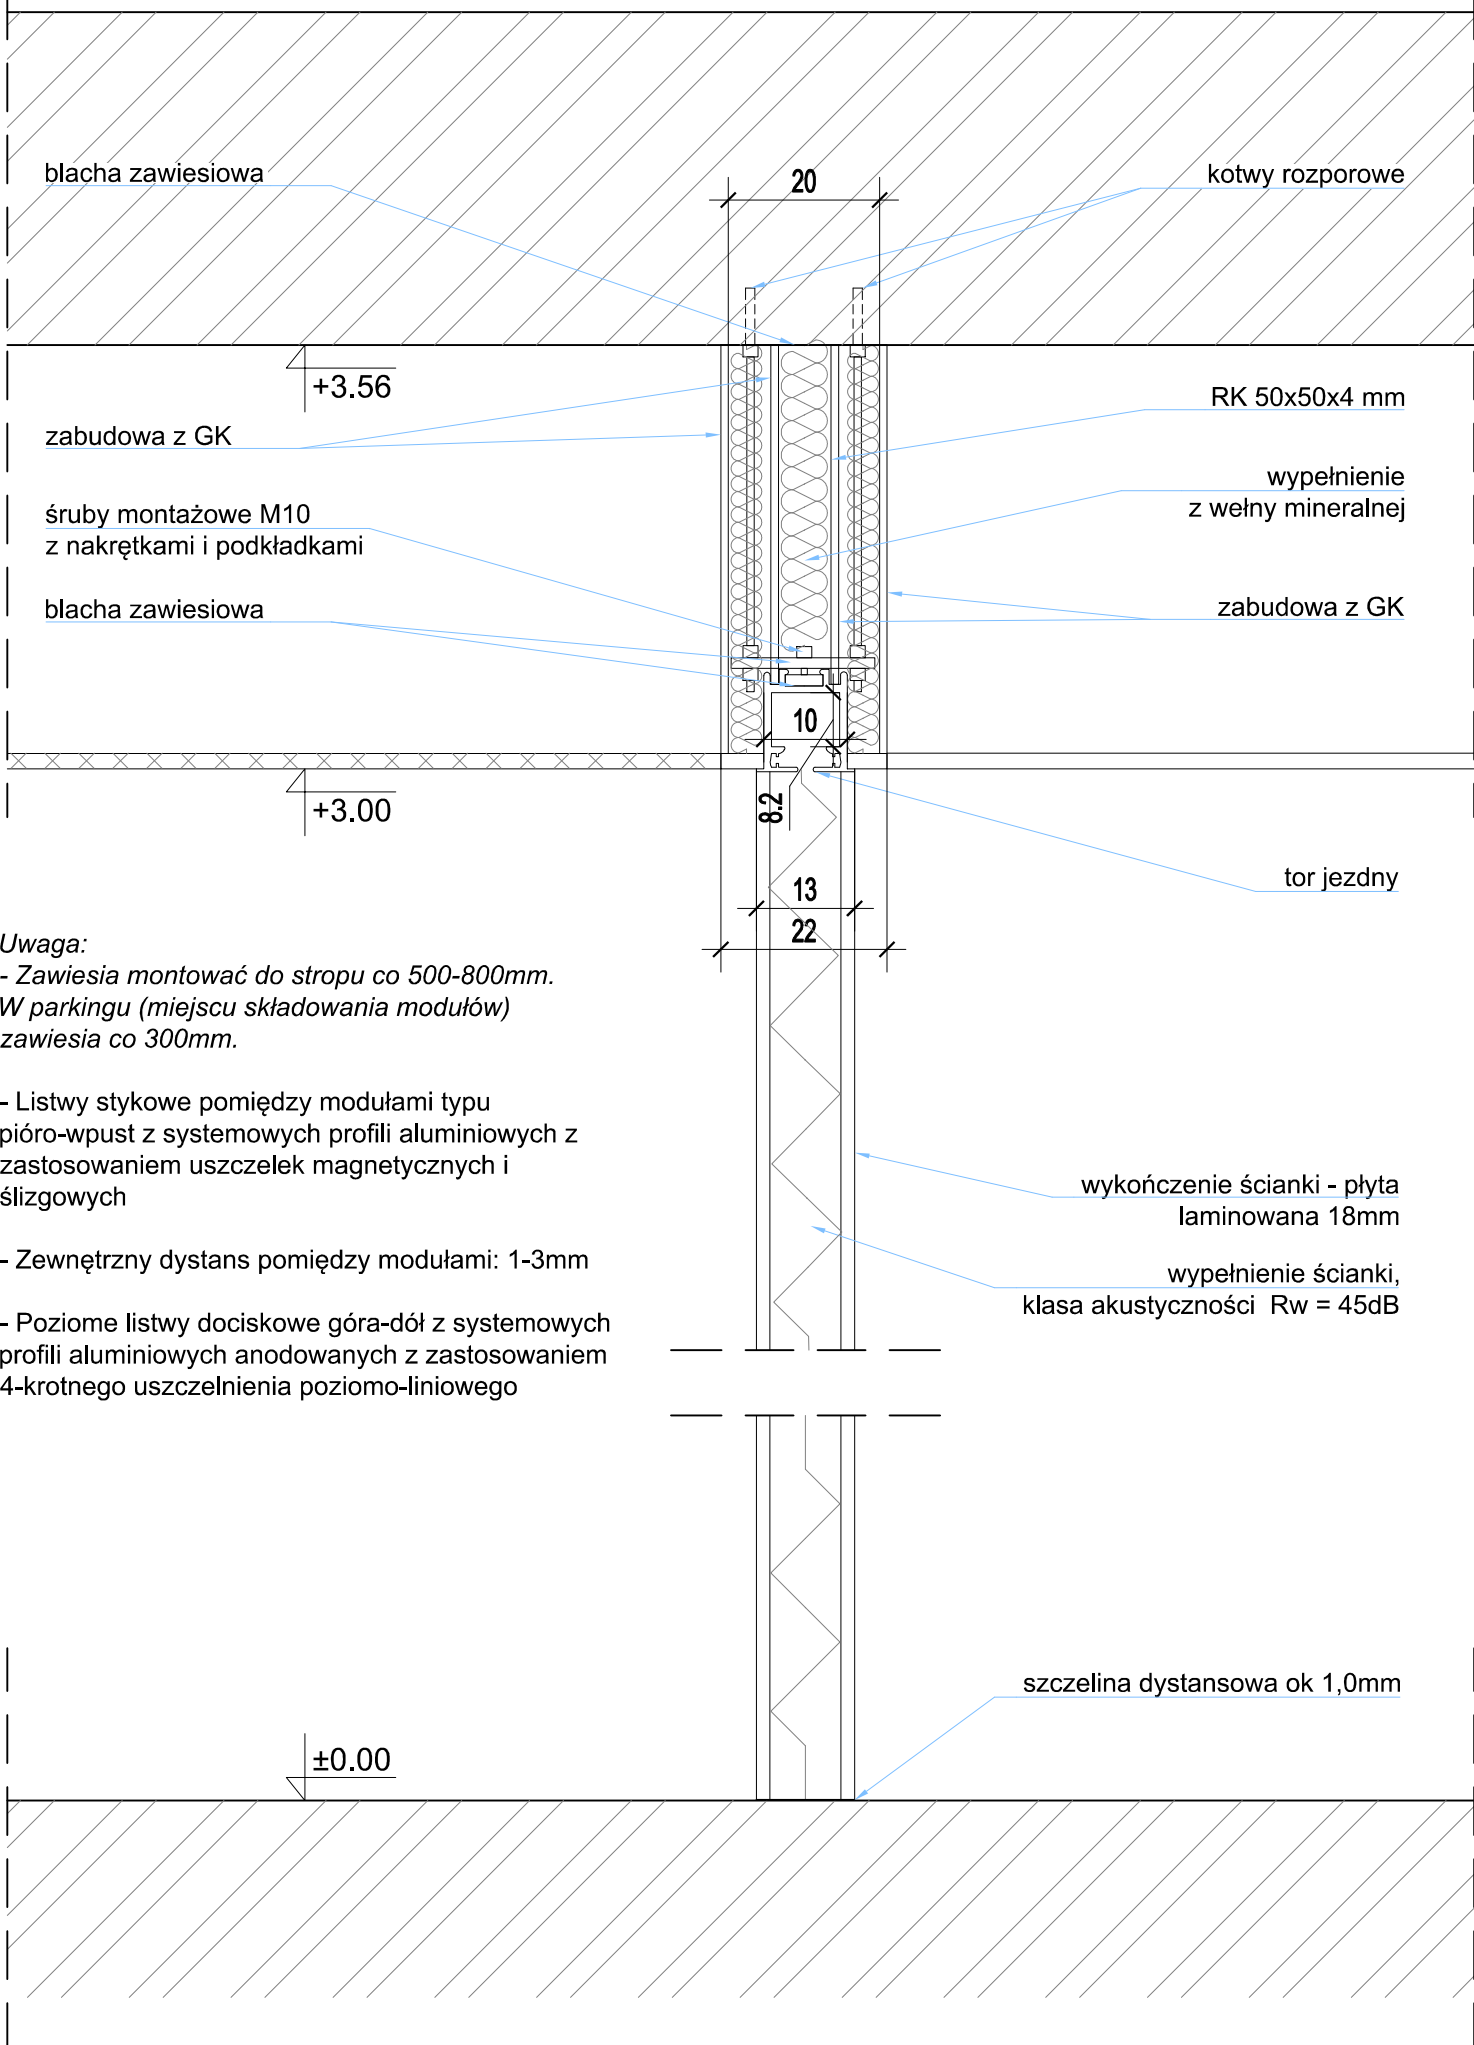 blacha zawiesiowa
20
kotwy rozporowe
+3.56
RK 50x50x4 mm
zabudowa z GK
wypełnienie
z wełny mineralnej
śruby montażowe M10
z nakrętkami i podkładkami
blacha zawiesiowa
zabudowa z GK
10
8.2
+3.00
tor jezdny
13
22
Uwaga:
- Zawiesia montować do stropu co 500-800mm.
W parkingu (miejscu składowania modułów)
zawiesia co 300mm.
- Listwy stykowe pomiędzy modułami typu
pióro-wpust z systemowych profili aluminiowych z
zastosowaniem uszczelek magnetycznych i
ślizgowych
- Zewnętrzny dystans pomiędzy modułami: 1-3mm
- Poziome listwy dociskowe góra-dół z systemowych
profili aluminiowych anodowanych z zastosowaniem
4-krotnego uszczelnienia poziomo-liniowego
wykończenie ścianki - płyta
laminowana 18mm
wypełnienie ścianki,
klasa akustyczności Rw = 45dB
szczelina dystansowa ok 1,0mm
±0.00